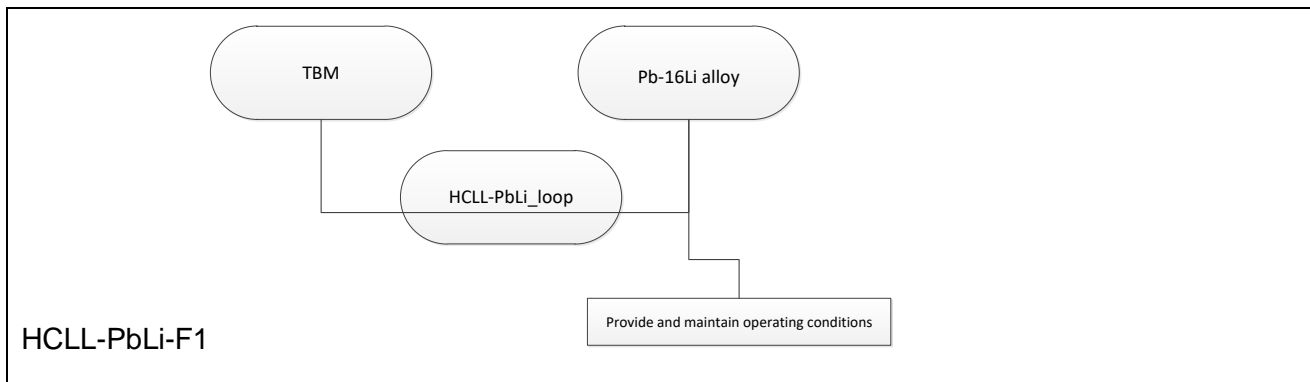 TBM
Pb-16Li alloy
HCLL-PbLi_loop
Provide and maintain operating conditions
HCLL-PbLi-F1